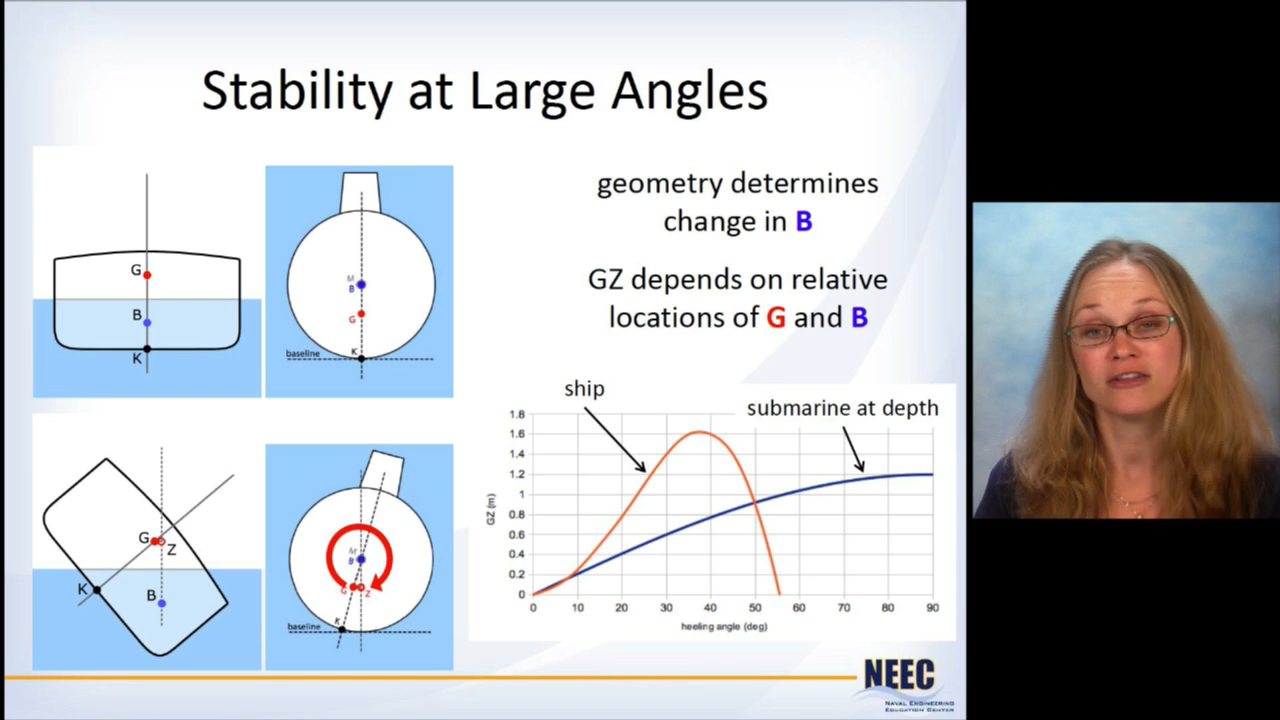 Stability at Large Angles
G
B
K
M
B
G
K
baseline
geometry determines
change in B
GZ depends on relative
locations of G and B
G
Z
K
B
M
B
G
Z
K
baseline
ship
submarine at depth
1.8
1.6
1.4
1.2
1
0.8
0.6
0.4
0.2
0
GZ (m)
0 10 20 30 40 50 60 70 80 90
heeling angle (deg)
NEEC
NAVAL ENGINEERING
EDUCATION CENTER